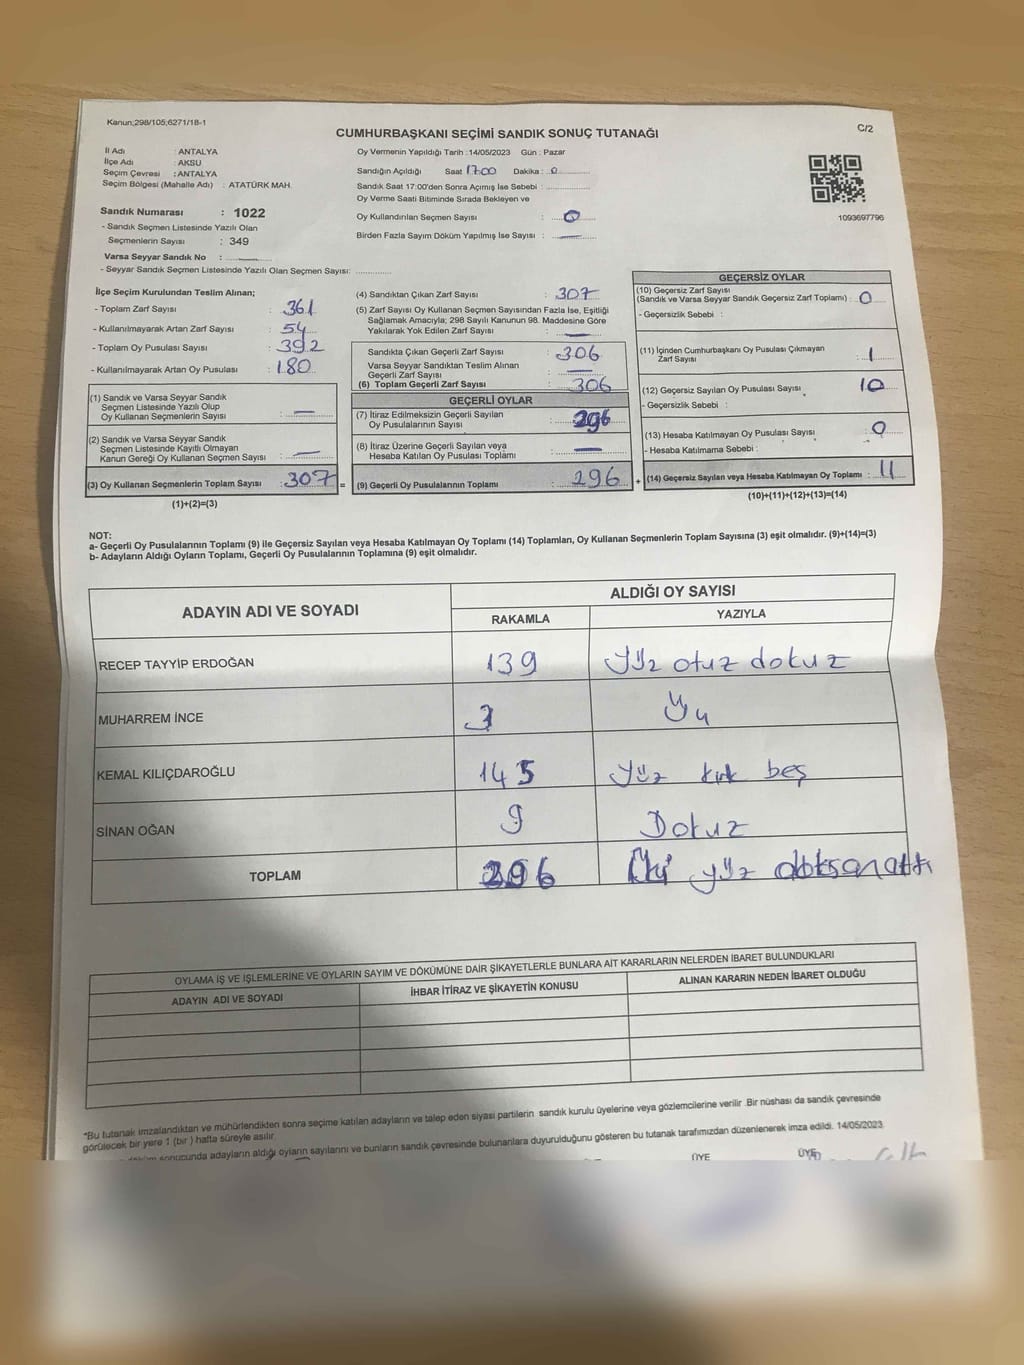 Kanun;298/105;6271/18-1
C/2
CUMHURBAŞKANI SEÇİMİ SANDIK SONUÇ TUTANAĞI
İl Adı : ANTALYA
İlçe Adı : AKSU
Seçim Çevresi : ANTALYA
Seçim Bölgesi (Mahalle Adı) : ATATÜRK MAH.
Oy Vermenin Yapıldığı Tarih : 14/05/2023 Gün : Pazar
Sandığın Açıldığı Saat 17:00 Dakika : 0
Sandık Saat 17:00'den Sonra Açımış İse Sebebi :
Oy Verme Saati Bitiminde Sırada Bekleyen ve
Oy Kullandırılan Seçmen Sayısı : 0
Birden Fazla Sayım Döküm Yapılmış İse Sayısı : —
1093697796
Sandık Numarası : 1022
- Sandık Seçmen Listesinde Yazılı Olan
Seçmenlerin Sayısı : 349
Varsa Seyyar Sandık No : —
- Seyyar Sandık Seçmen Listesinde Yazılı Olan Seçmen Sayısı:
İlçe Seçim Kurulundan Teslim Alınan;
- Toplam Zarf Sayısı : 361
- Kullanılmayarak Artan Zarf Sayısı : 54
- Toplam Oy Pusulası Sayısı : 392
- Kullanılmayarak Artan Oy Pusulası : 180
(1) Sandık ve Varsa Seyyar Sandık
Seçmen Listesinde Yazılı Olup
Oy Kullanan Seçmenlerin Sayısı : —
(2) Sandık ve Varsa Seyyar Sandık
Seçmen Listesinde Kayıtlı Olmayan
Kanun Gereği Oy Kullanan Seçmen Sayısı : —
(3) Oy Kullanan Seçmenlerin Toplam Sayısı : 307 =
(1)+(2)=(3)
(4) Sandıktan Çıkan Zarf Sayısı : 307
(5) Zarf Sayısı Oy Kullanan Seçmen Sayısından Fazla İse, Eşitliği
Sağlamak Amacıyla; 298 Sayılı Kanunun 98. Maddesine Göre
Yakılarak Yok Edilen Zarf Sayısı : —
Sandıkta Çıkan Geçerli Zarf Sayısı : 306
Varsa Seyyar Sandıktan Teslim Alınan
Geçerli Zarf Sayısı : —
(6) Toplam Geçerli Zarf Sayısı : 306
GEÇERLİ OYLAR
(7) İtiraz Edilmeksizin Geçerli Sayılan
Oy Pusulalarının Sayısı : 296
(8) İtiraz Üzerine Geçerli Sayılan veya
Hesaba Katılan Oy Pusulası Toplamı : —
(9) Geçerli Oy Pusulalarının Toplamı : 296 +
GEÇERSİZ OYLAR
(10) Geçersiz Zarf Sayısı
(Sandık ve Varsa Seyyar Sandık Geçersiz Zarf Toplamı) : 0
- Geçersizlik Sebebi :
(11) İçinden Cumhurbaşkanı Oy Pusulası Çıkmayan
Zarf Sayısı : 1
(12) Geçersiz Sayılan Oy Pusulası Sayısı : 10
- Geçersizlik Sebebi :
(13) Hesaba Katılmayan Oy Pusulası Sayısı : 0
- Hesaba Katılmama Sebebi :
(14) Geçersiz Sayılan veya Hesaba Katılmayan Oy Toplamı : 11
(10)+(11)+(12)+(13)=(14)
NOT:
a- Geçerli Oy Pusulalarının Toplamı (9) ile Geçersiz Sayılan veya Hesaba Katılmayan Oy Toplamı (14) Toplamları, Oy Kullanan Seçmenlerin Toplam Sayısına (3) eşit olmalıdır. (9)+(14)=(3)
b- Adayların Aldığı Oyların Toplamı, Geçerli Oy Pusulalarının Toplamına (9) eşit olmalıdır.
ADAYIN ADI VE SOYADI
ALDIĞI OY SAYISI
RAKAMLA YAZIYLA
RECEP TAYYİP ERDOĞAN 139 Yüz otuz dokuz
MUHARREM İNCE 3 Üç
KEMAL KILIÇDAROĞLU 145 Yüz kırk beş
SİNAN OĞAN 9 Dokuz
TOPLAM 296 İki yüz doksanaltı
OYLAMA İŞ VE İŞLEMLERİNE VE OYLARIN SAYIM VE DÖKÜMÜNE DAİR ŞİKAYETLERLE BUNLARA AİT KARARLARIN NELERDEN İBARET BULUNDUKLARI
ADAYIN ADI VE SOYADI İHBAR İTİRAZ VE ŞİKAYETİN KONUSU ALINAN KARARIN NEDEN İBARET OLDUĞU
*Bu tutanak imzalandıktan ve mühürlendikten sonra seçime katılan adayların ve talep eden siyasi partilerin sandık kurulu üyelerine veya gözlemcilerine verilir .Bir nüshası da sandık çevresinde
görülecek bir yere 1 (bir ) hafta süreyle asılır.
sonucunda adayların aldığı oyların sayılarını ve bunların sandık çevresinde bulunanlara duyurulduğunu gösteren bu tutanak tarafımızdan düzenlenerek imza edildi. 14/05/2023
ÜYE ÜYE